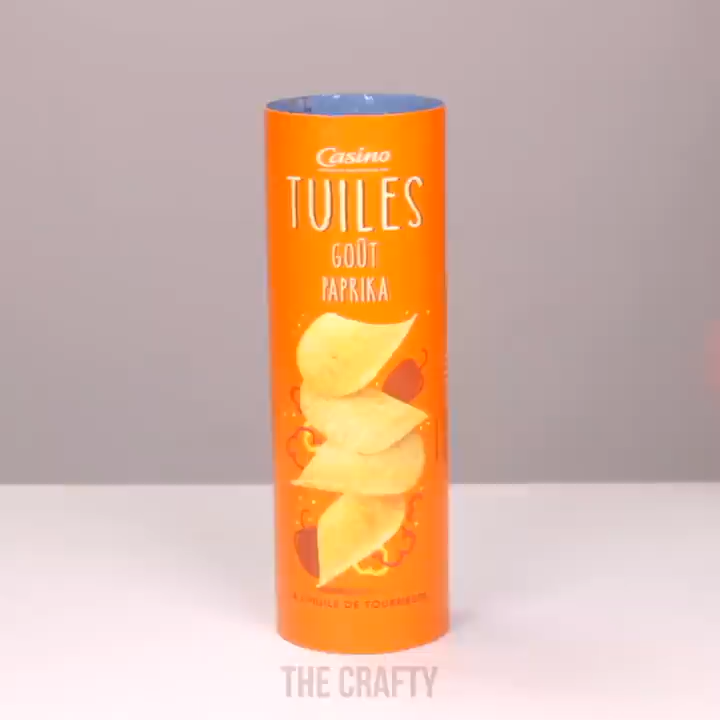 Casino
TUILES
GOÛT
PAPRIKA
À L'HUILE DE TOURNESOL
THE CRAFTY